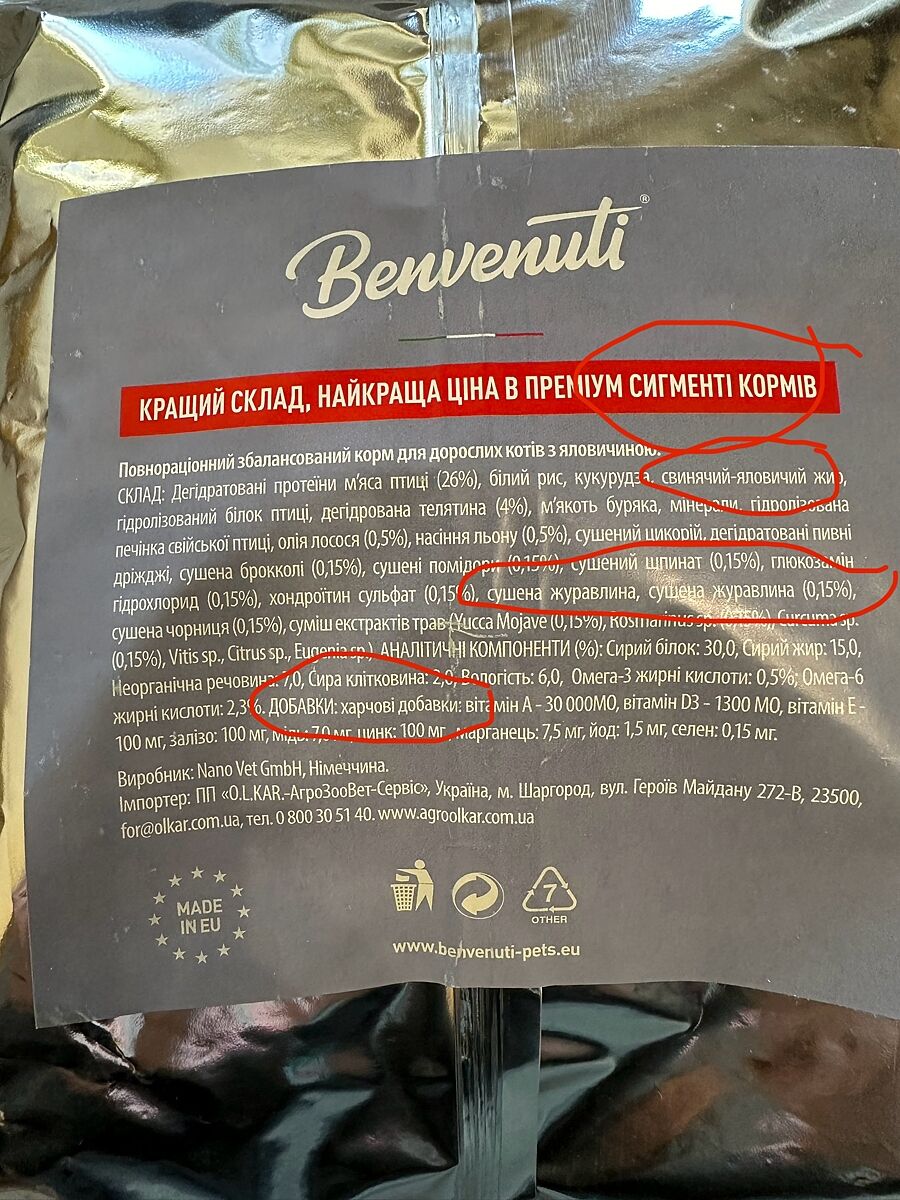 Benvenuti®
КРАЩИЙ СКЛАД, НАЙКРАЩА ЦІНА В ПРЕМІУМ СИГМЕНТІ КОРМІВ
Повнораціонний збалансований корм для дорослих котів з яловичиною.
СКЛАД: Дегідратовані протеїни м'яса птиці (26%), білий рис, кукурудза, свинячий-яловичий жир,
гідролізований білок птиці, дегідрована телятина (4%), м'якоть буряка, мінерали, гідролізована
печінка свійської птиці, олія лосося (0,5%), насіння льону (0,5%), сушений цикорій, дегідратовані пивні
дріжджі, сушена брокколі (0,15%), сушені помідори (0,15%), сушений шпинат (0,15%), глюкозамін
гідрохлорид (0,15%), хондроїтин сульфат (0,15%), сушена журавлина, сушена журавлина (0,15%),
сушена чорниця (0,15%), суміш екстрактів трав (Yucca Mojave (0,15%), Rosmarinus sp. (0,15%), Curcuma sp.
(0,15%), Vitis sp., Citrus sp., Eugenia sp.). АНАЛІТИЧНІ КОМПОНЕНТИ (%): Сирий білок: 30,0, Сирий жир: 15,0,
Неорганічна речовина: 7,0, Сира клітковина: 2,0, Вологість: 6,0, Омега-3 жирні кислоти: 0,5%; Омега-6
жирні кислоти: 2,3%. ДОБАВКИ: харчові добавки: вітамін А - 30 000МО, вітамін D3 – 1300 МО, вітамін Е -
100 мг, залізо: 100 мг, мідь: 7,0 мг, цинк: 100 мг, марганець: 7,5 мг, йод: 1,5 мг, селен: 0,15 мг.
Виробник: Nano Vet GmbH, Німеччина.
Імпортер: ПП «O.L.KAR.-АгроЗооВет-Сервіс», Україна, м. Шаргород, вул. Героїв Майдану 272-В, 23500,
for@olkar.com.ua, тел. 0 800 30 51 40. www.agroolkar.com.ua
MADE
IN EU
7
OTHER
www.benvenuti-pets.eu